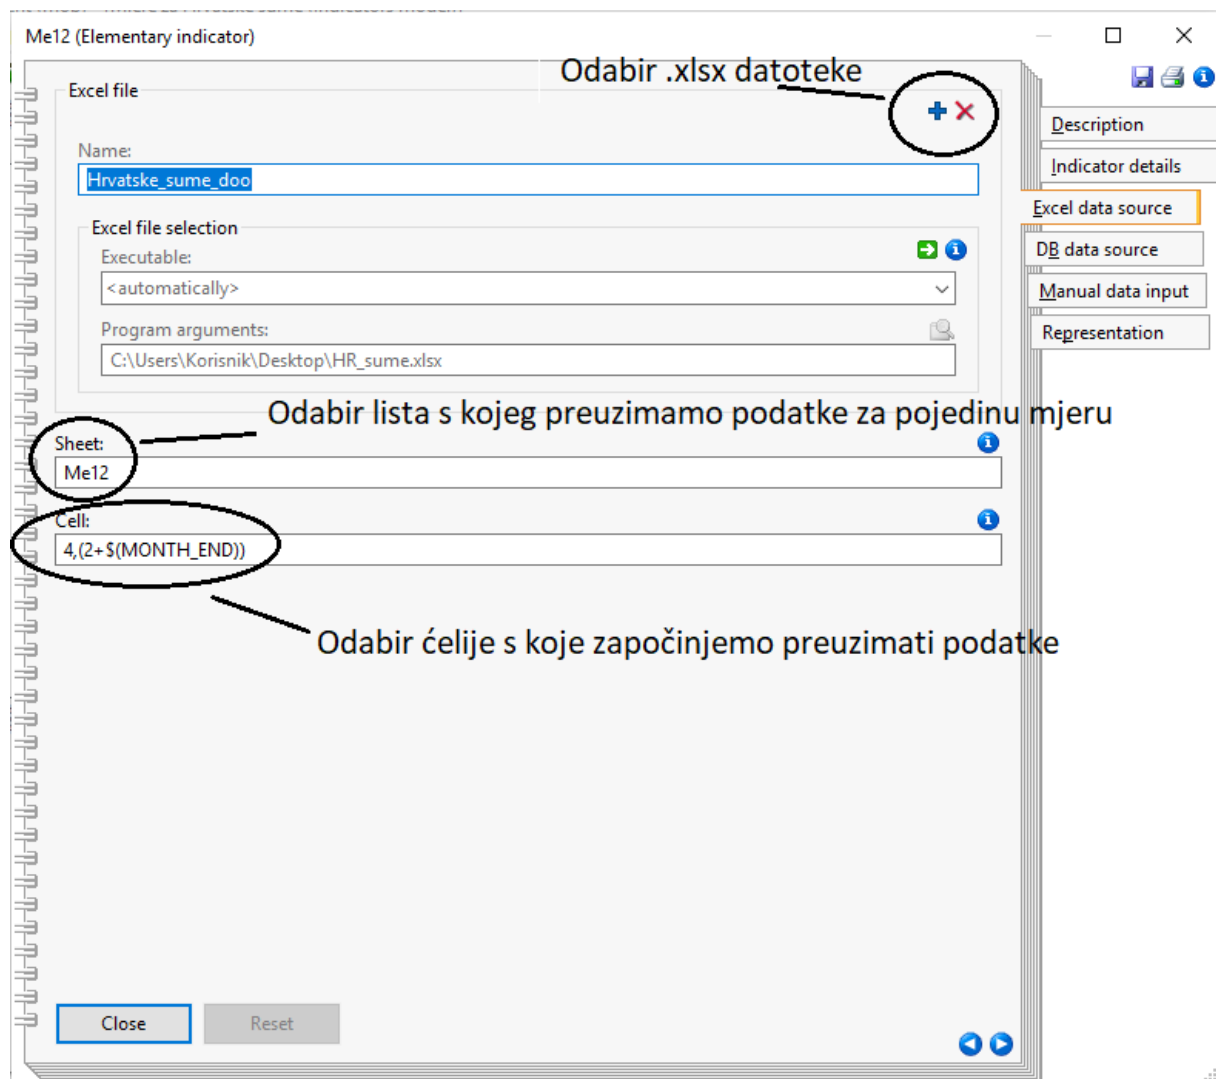 Me12 (Elementary indicator)
Odabir .xlsx datoteke
Excel file
Name:
Hrvatske_sume_doo
Excel file selection
Executable:
<automatically>
Program arguments:
C:\Users\Korisnik\Desktop\HR_sume.xlsx
Odabir lista s kojeg preuzimamo podatke za pojedinu mjeru
Sheet:
Me12
Cell:
4,(2+$(MONTH_END))
Odabir ćelije s koje započinjemo preuzimati podatke
Close
Reset
Description
Indicator details
Excel data source
DB data source
Manual data input
Representation